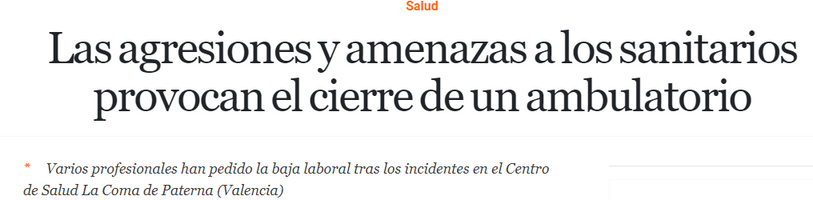 Salud
Las agresiones y amenazas a los sanitarios
provocan el cierre de un ambulatorio
* Varios profesionales han pedido la baja laboral tras los incidentes en el Centro
de Salud La Coma de Paterna (Valencia)